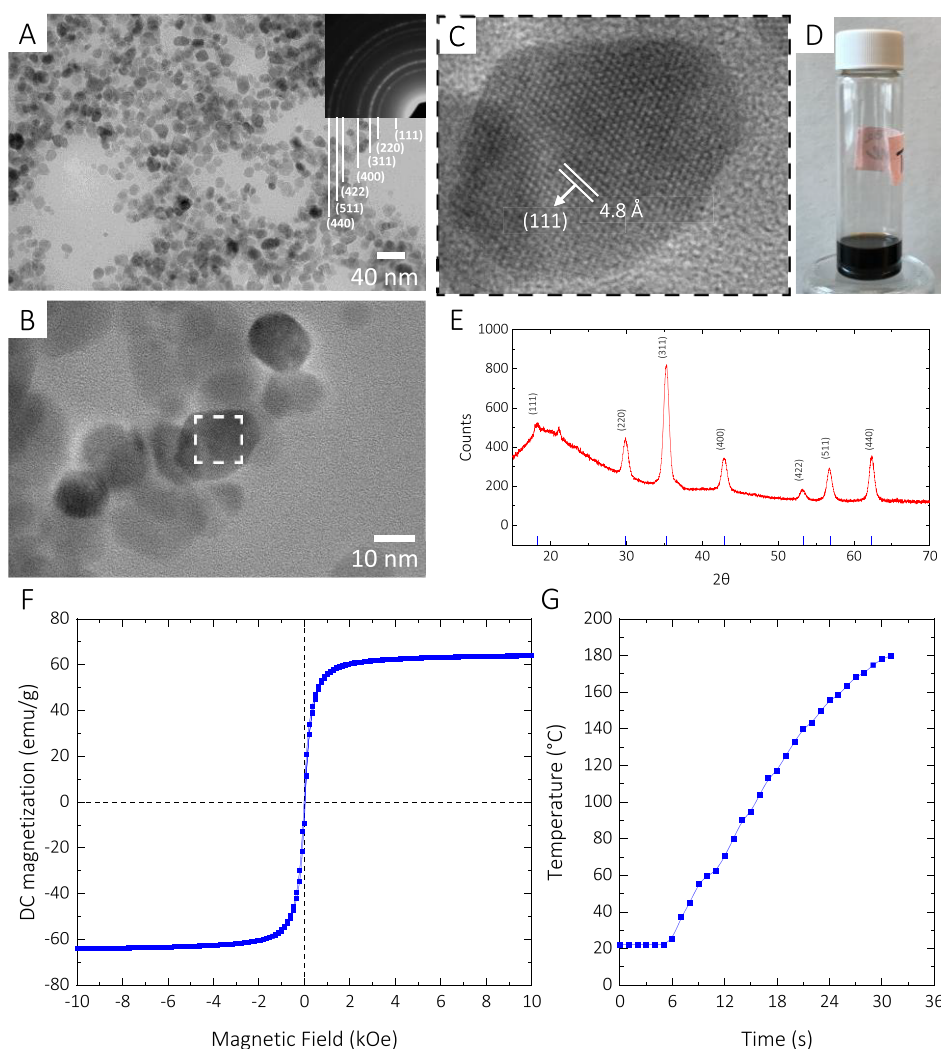 A
(111)
(220)
(311)
(400)
(422)
(511)
(440)
40 nm
B
10 nm
C
(111)
4.8 Å
D
E
1000
800
600
400
200
0
Counts
(111)
(220)
(311)
(400)
(422)
(511)
(440)
20
30
40
50
60
70
2θ
F
80
60
40
20
0
-20
-40
-60
-80
DC magnetization (emu/g)
-10 -8 -6 -4 -2 0 2 4 6 8 10
Magnetic Field (kOe)
G
200
180
160
140
120
100
80
60
40
20
0
Temperature (°C)
0 6 12 18 24 30 36
Time (s)